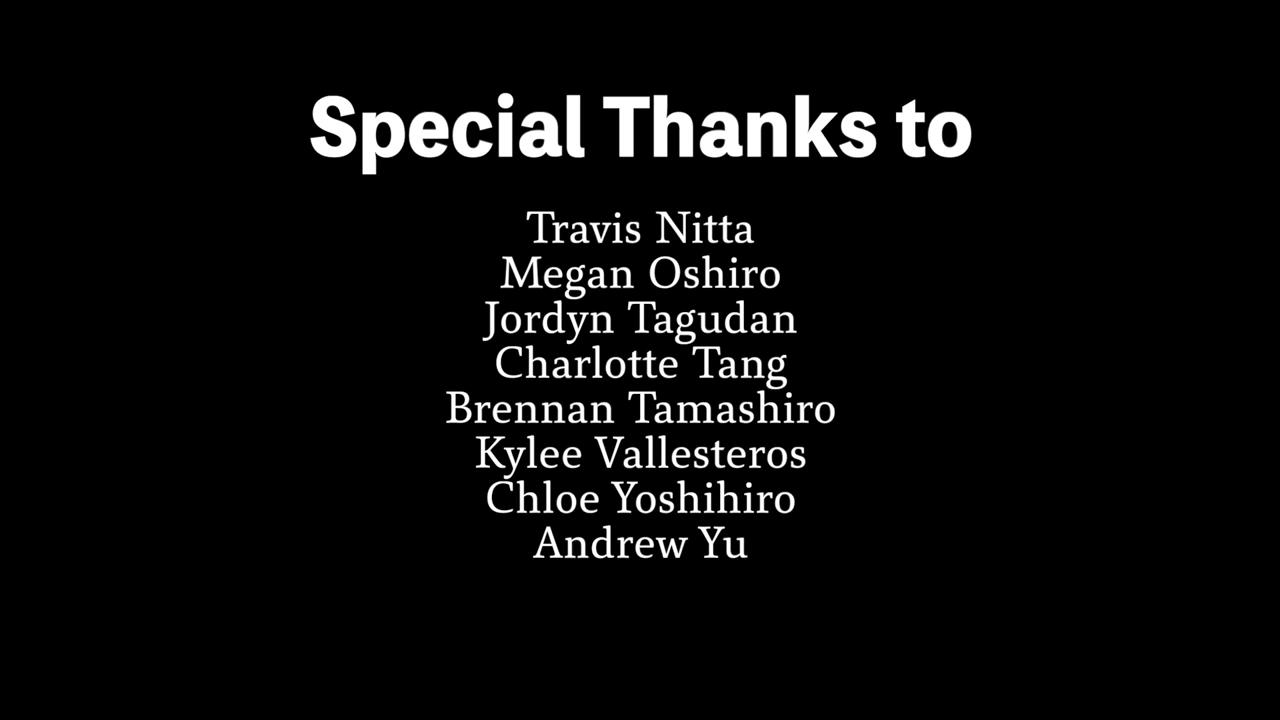 Special Thanks to
Travis Nitta
Megan Oshiro
Jordyn Tagudan
Charlotte Tang
Brennan Tamashiro
Kylee Vallesteros
Chloe Yoshihiro
Andrew Yu